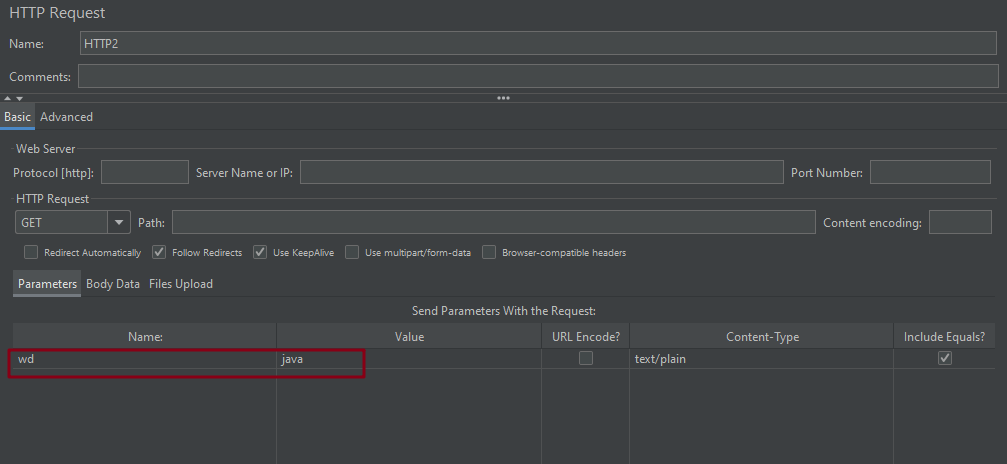 HTTP Request
Name: HTTP2
Comments:
Basic Advanced
Web Server
Protocol [http]: Server Name or IP: Port Number:
HTTP Request
GET Path: Content encoding:
Redirect Automatically Follow Redirects Use KeepAlive Use multipart/form-data Browser-compatible headers
Parameters Body Data Files Upload
Send Parameters With the Request:
Name: Value URL Encode? Content-Type Include Equals?
wd java text/plain